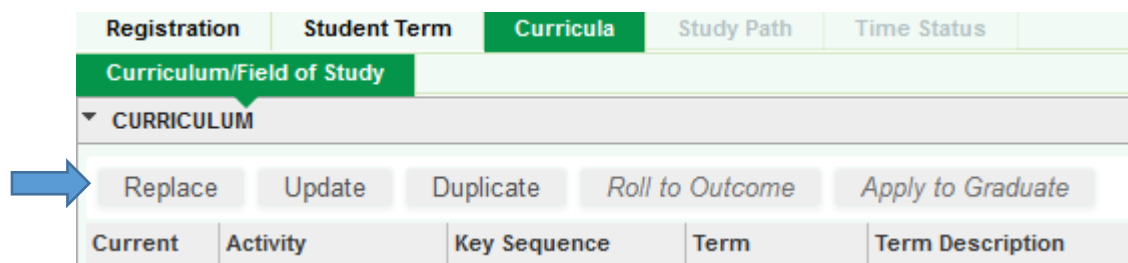 Registration Student Term Curricula Study Path Time Status
Curriculum/Field of Study
CURRICULUM
Replace Update Duplicate Roll to Outcome Apply to Graduate
Current Activity Key Sequence Term Term Description